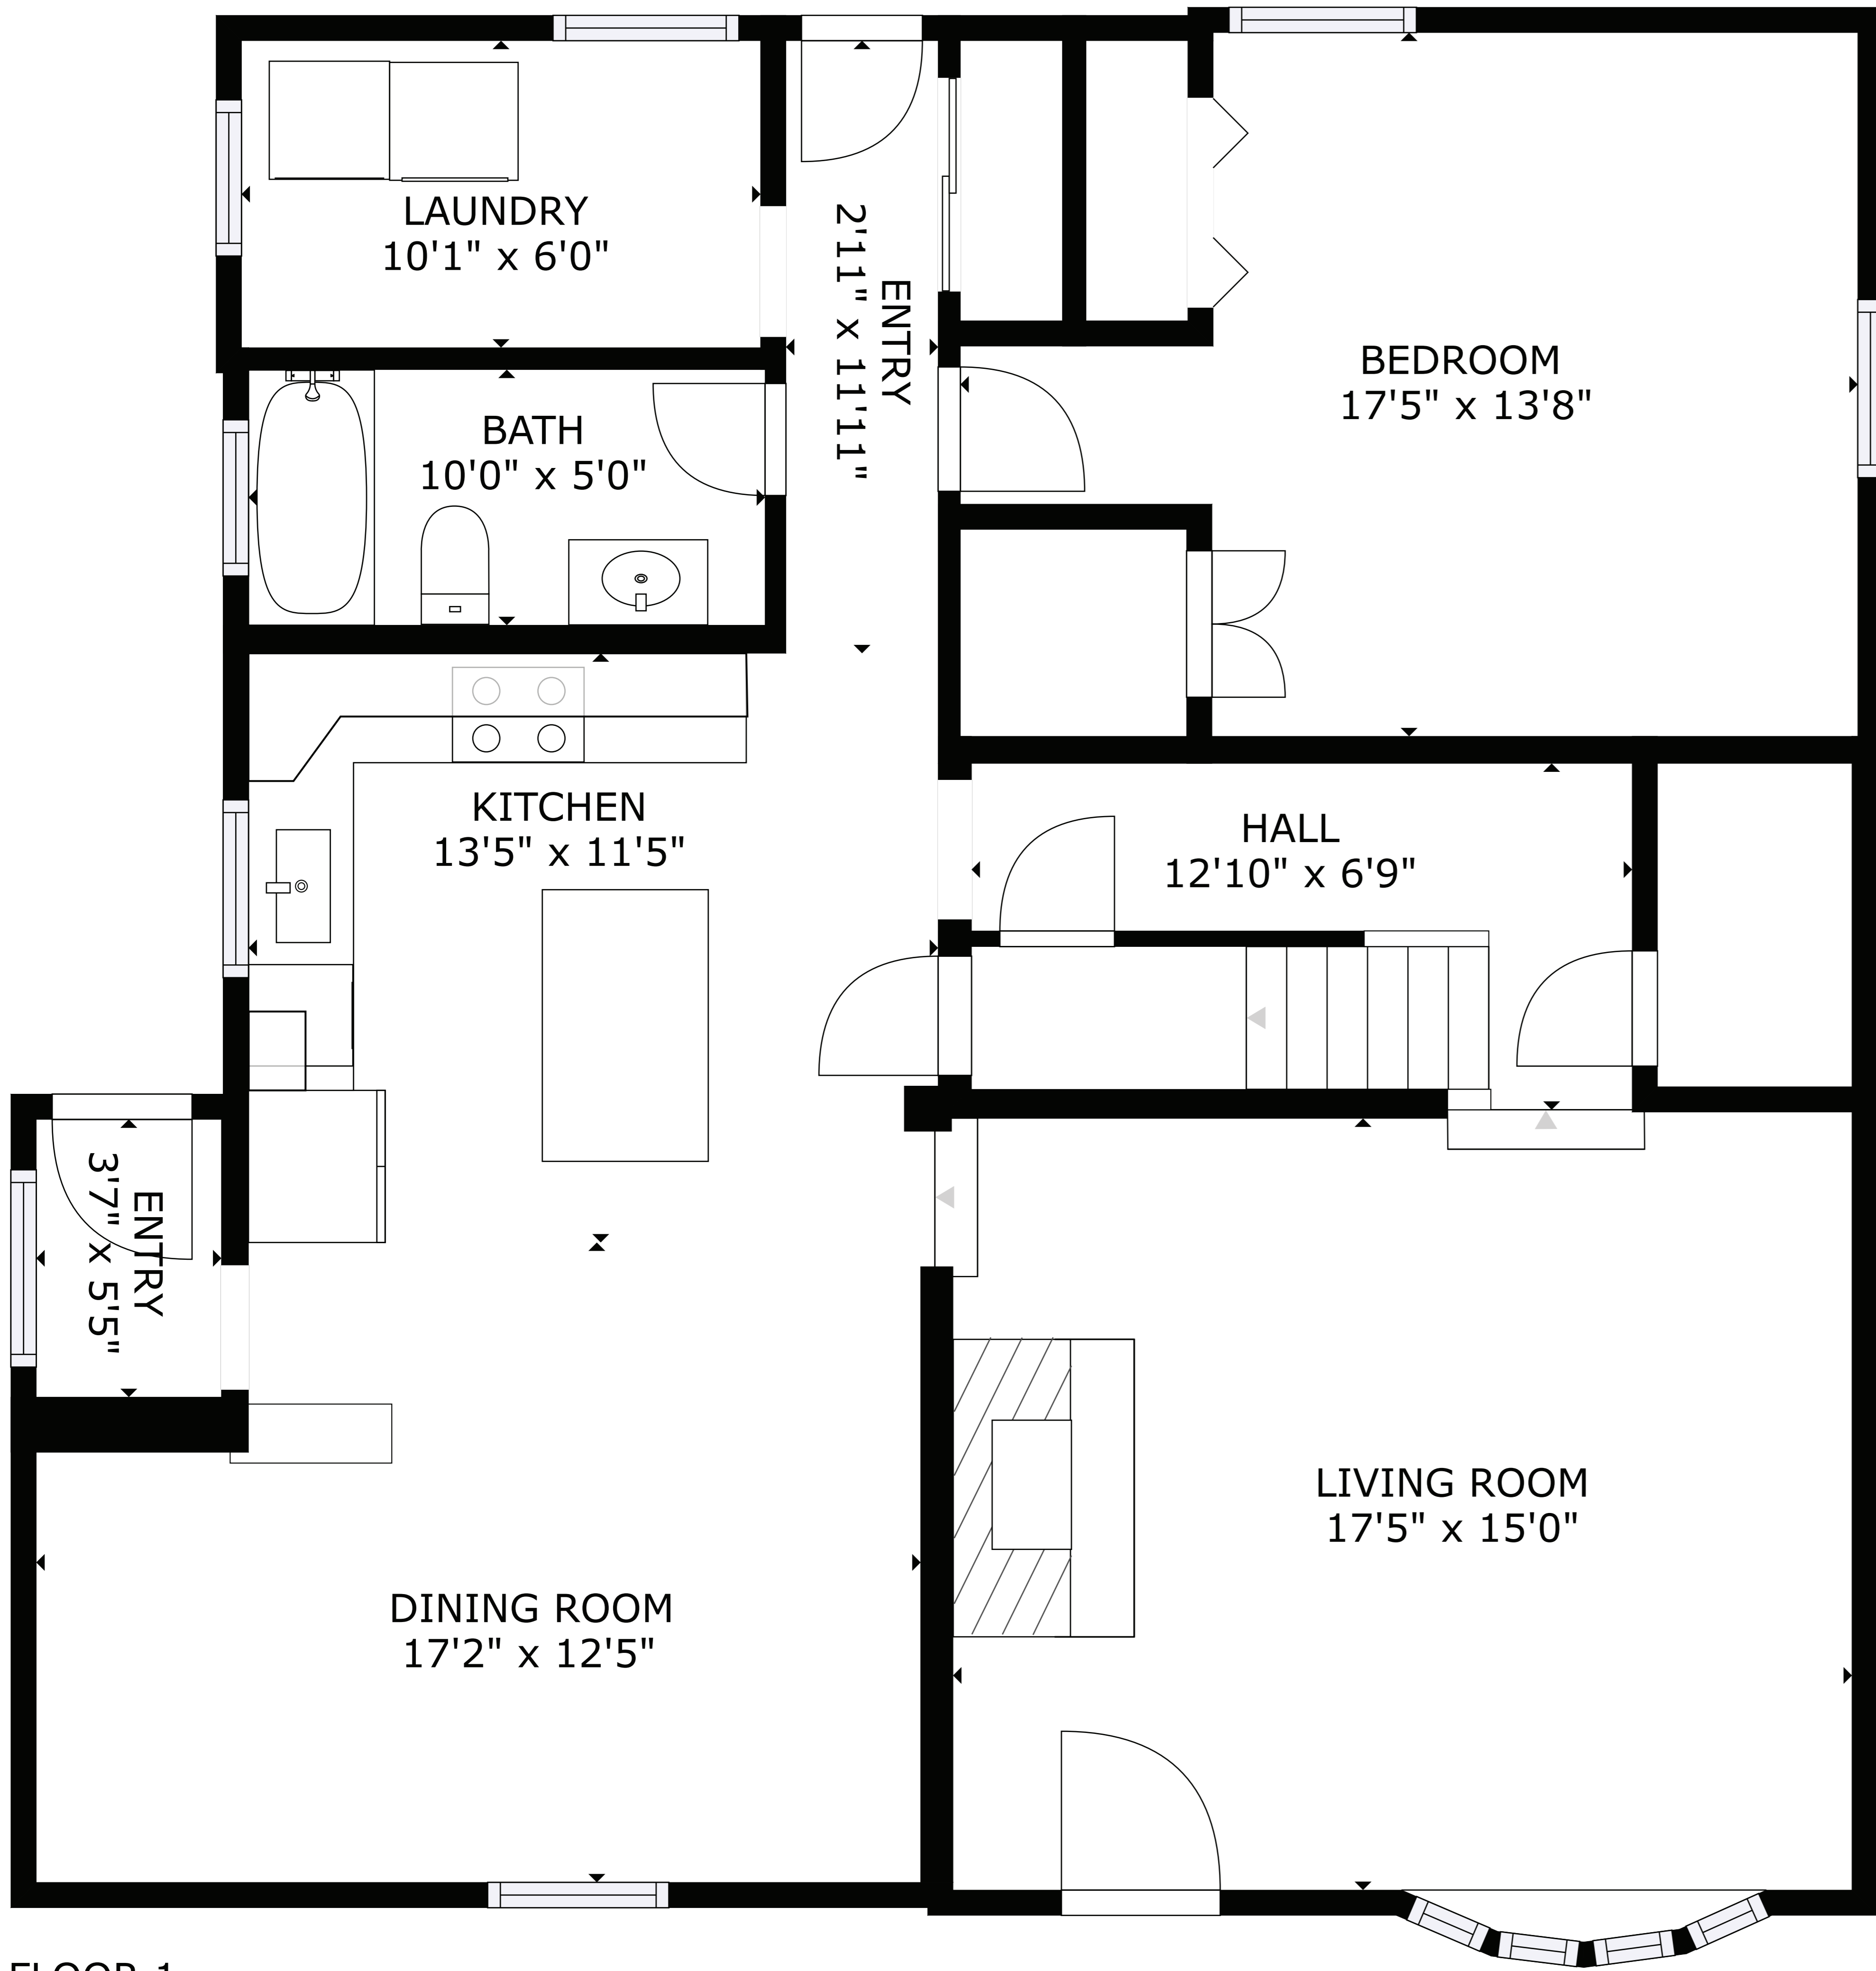 LAUNDRY
10'1" x 6'0"
ENTRY
2'11" x 11'11"
BEDROOM
17'5" x 13'8"
BATH
10'0" x 5'0"
KITCHEN
13'5" x 11'5"
HALL
12'10" x 6'9"
ENTRY
3'7" x 5'5"
LIVING ROOM
17'5" x 15'0"
DINING ROOM
17'2" x 12'5"
FLOOR 1